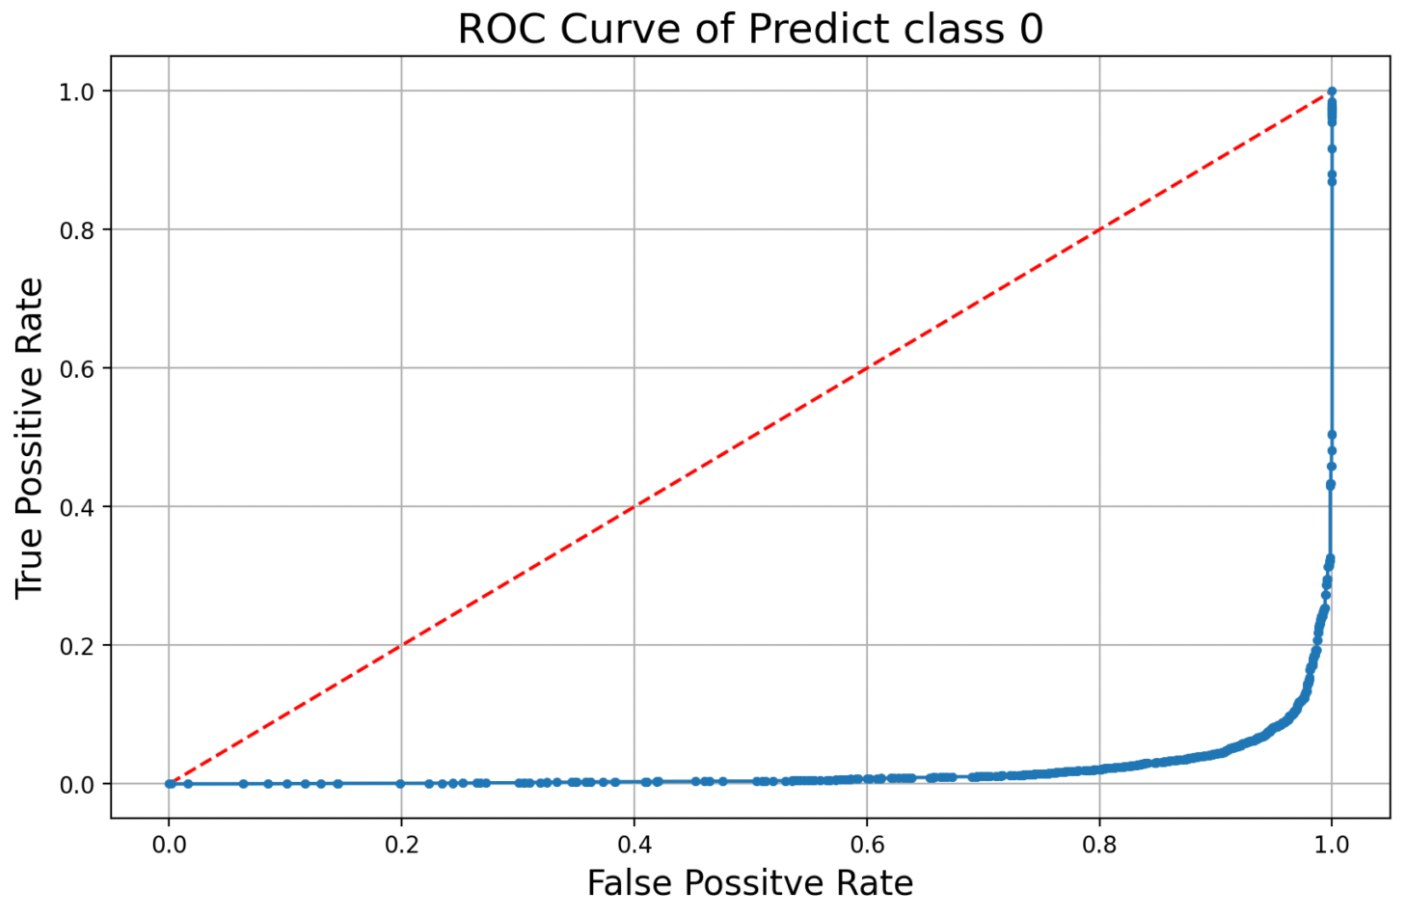 ROC Curve of Predict class 0
True Possitive Rate
1.0
0.8
0.6
0.4
0.2
0.0
0.0 0.2 0.4 0.6 0.8 1.0
False Possitve Rate